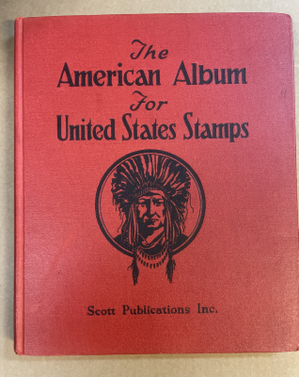 The
American Album
For
United States Stamps
Scott Publications Inc.